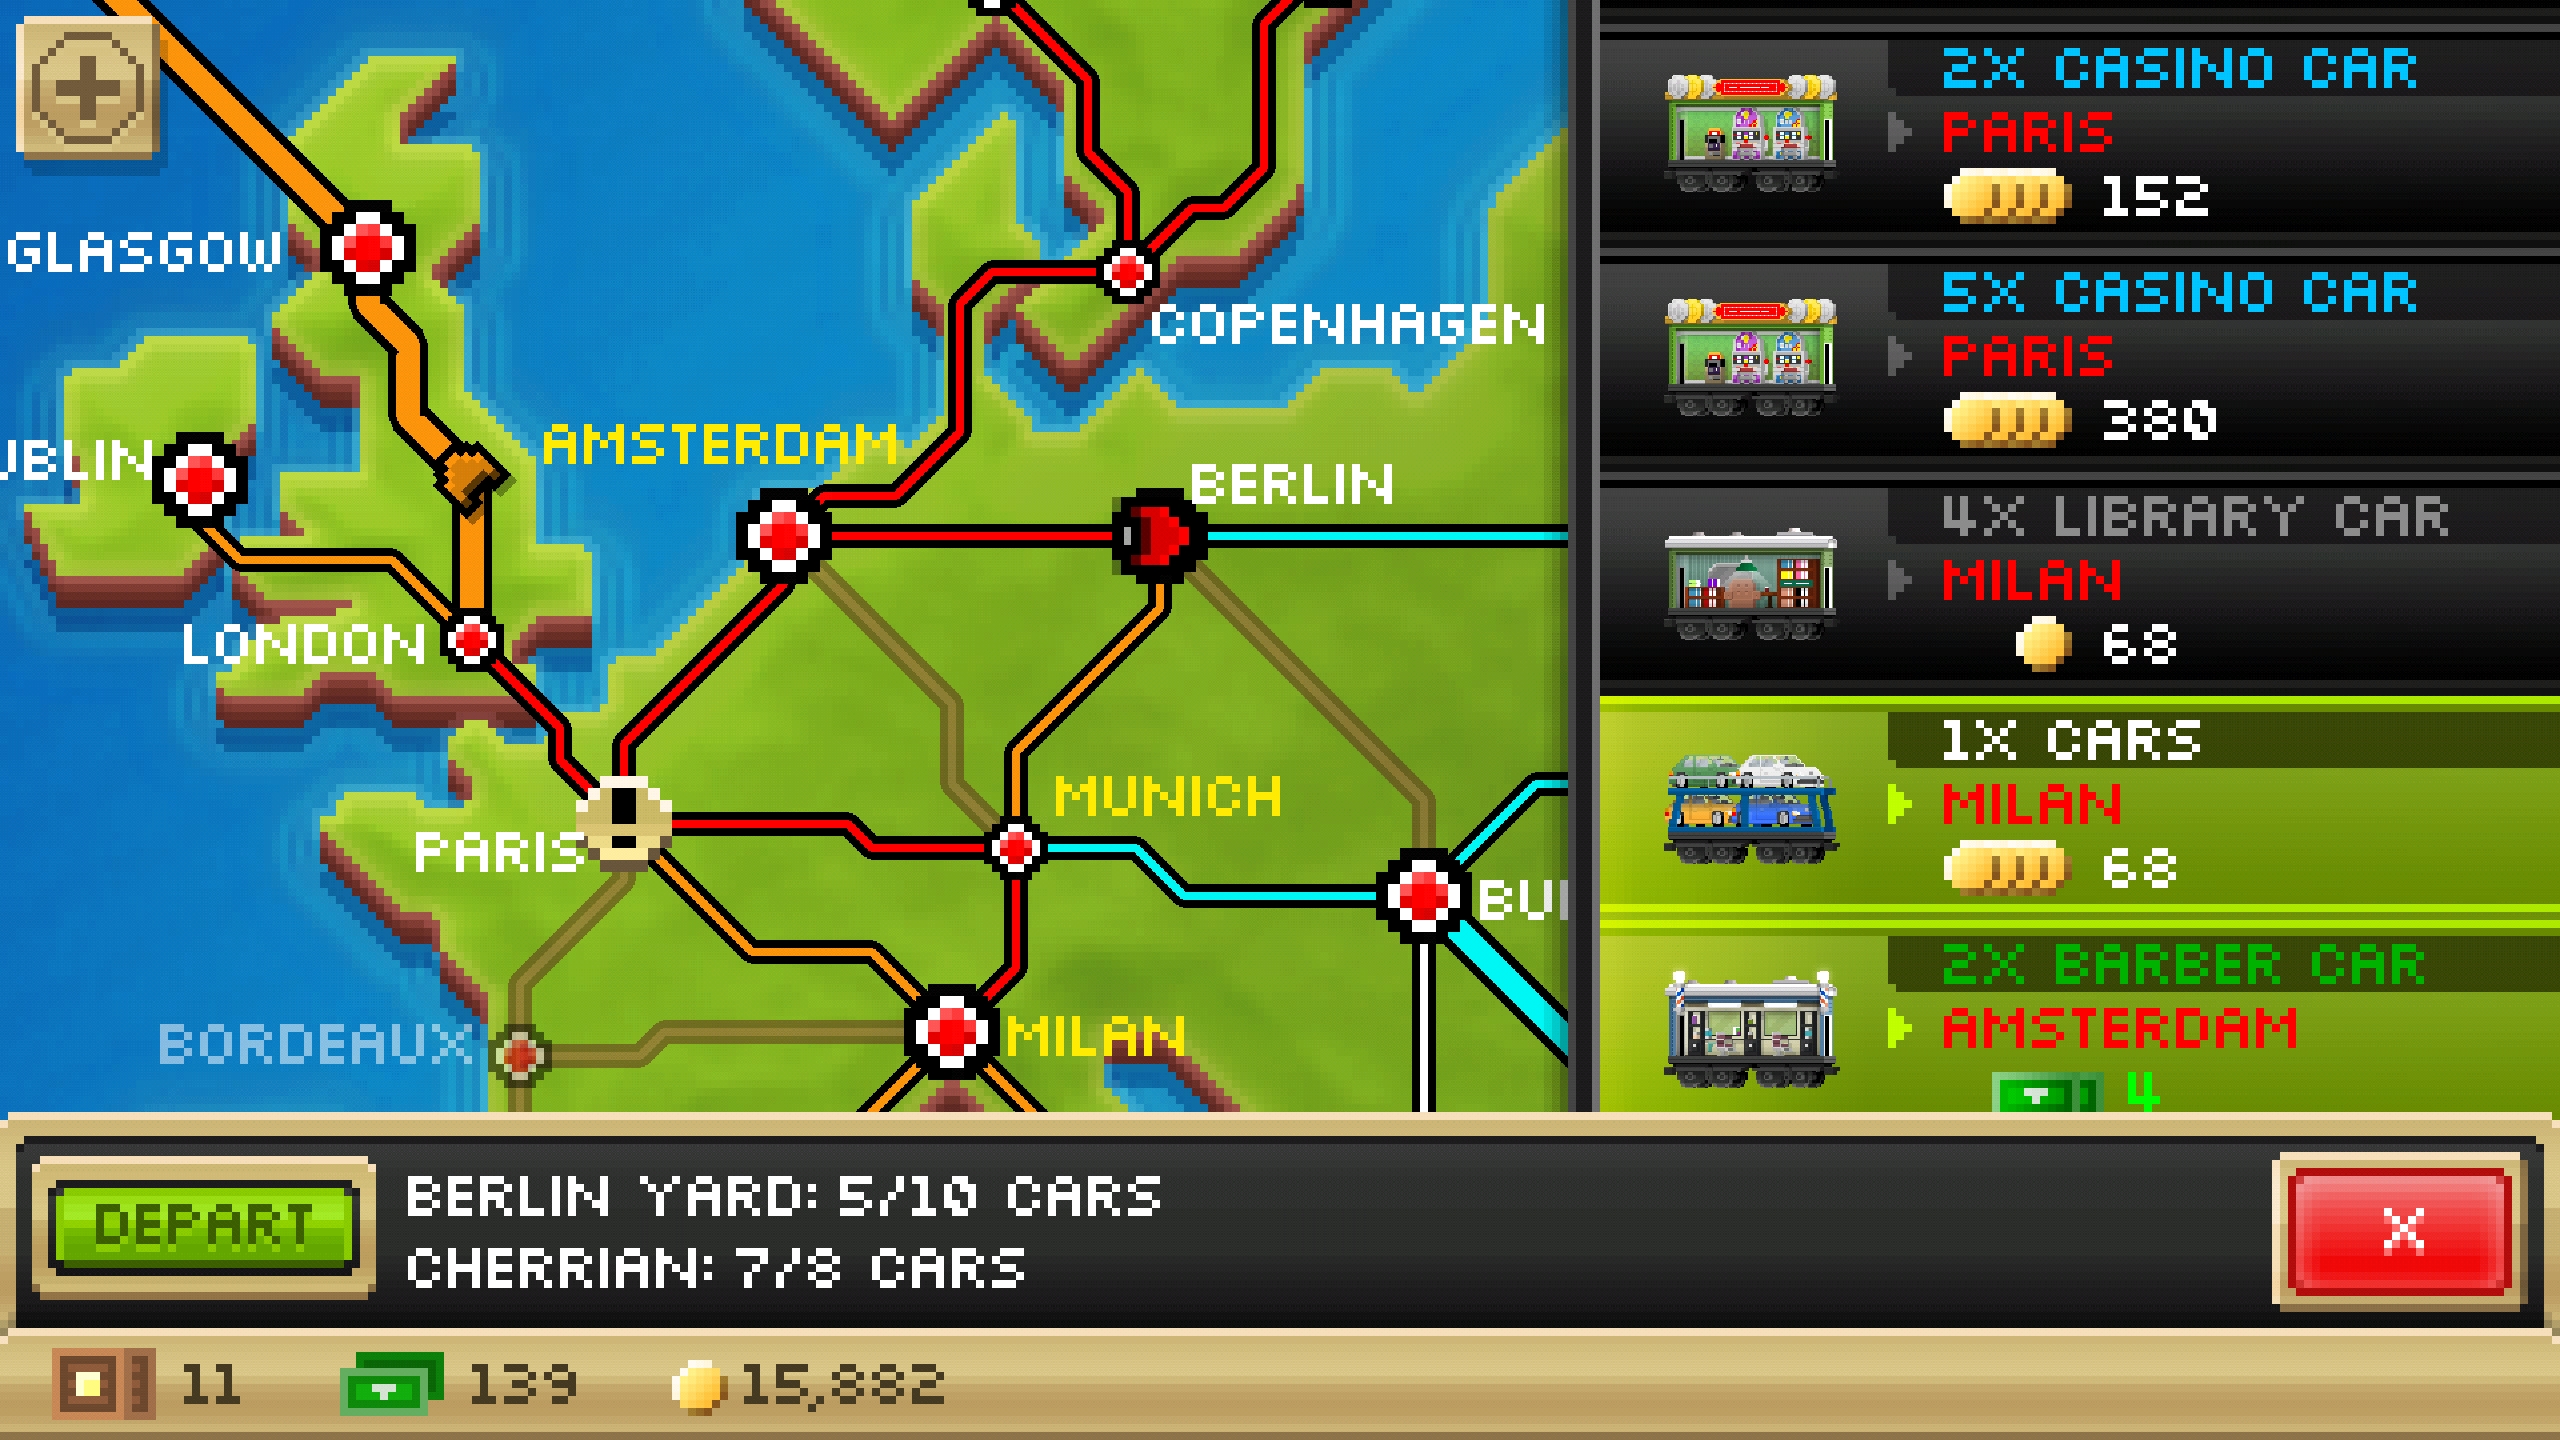 GLASGOW
COPENHAGEN
AMSTERDAM
BERLIN
UBLIN
LONDON
MUNICH
PARIS
BU
BORDEAUX
MILAN
2X CASINO CAR
PARIS
152
5X CASINO CAR
PARIS
380
4X LIBRARY CAR
MILAN
68
1X CARS
MILAN
68
2X BARBER CAR
AMSTERDAM
4
DEPART
BERLIN YARD: 5/10 CARS
CHERRIAN: 7/8 CARS
X
11
139
15,882